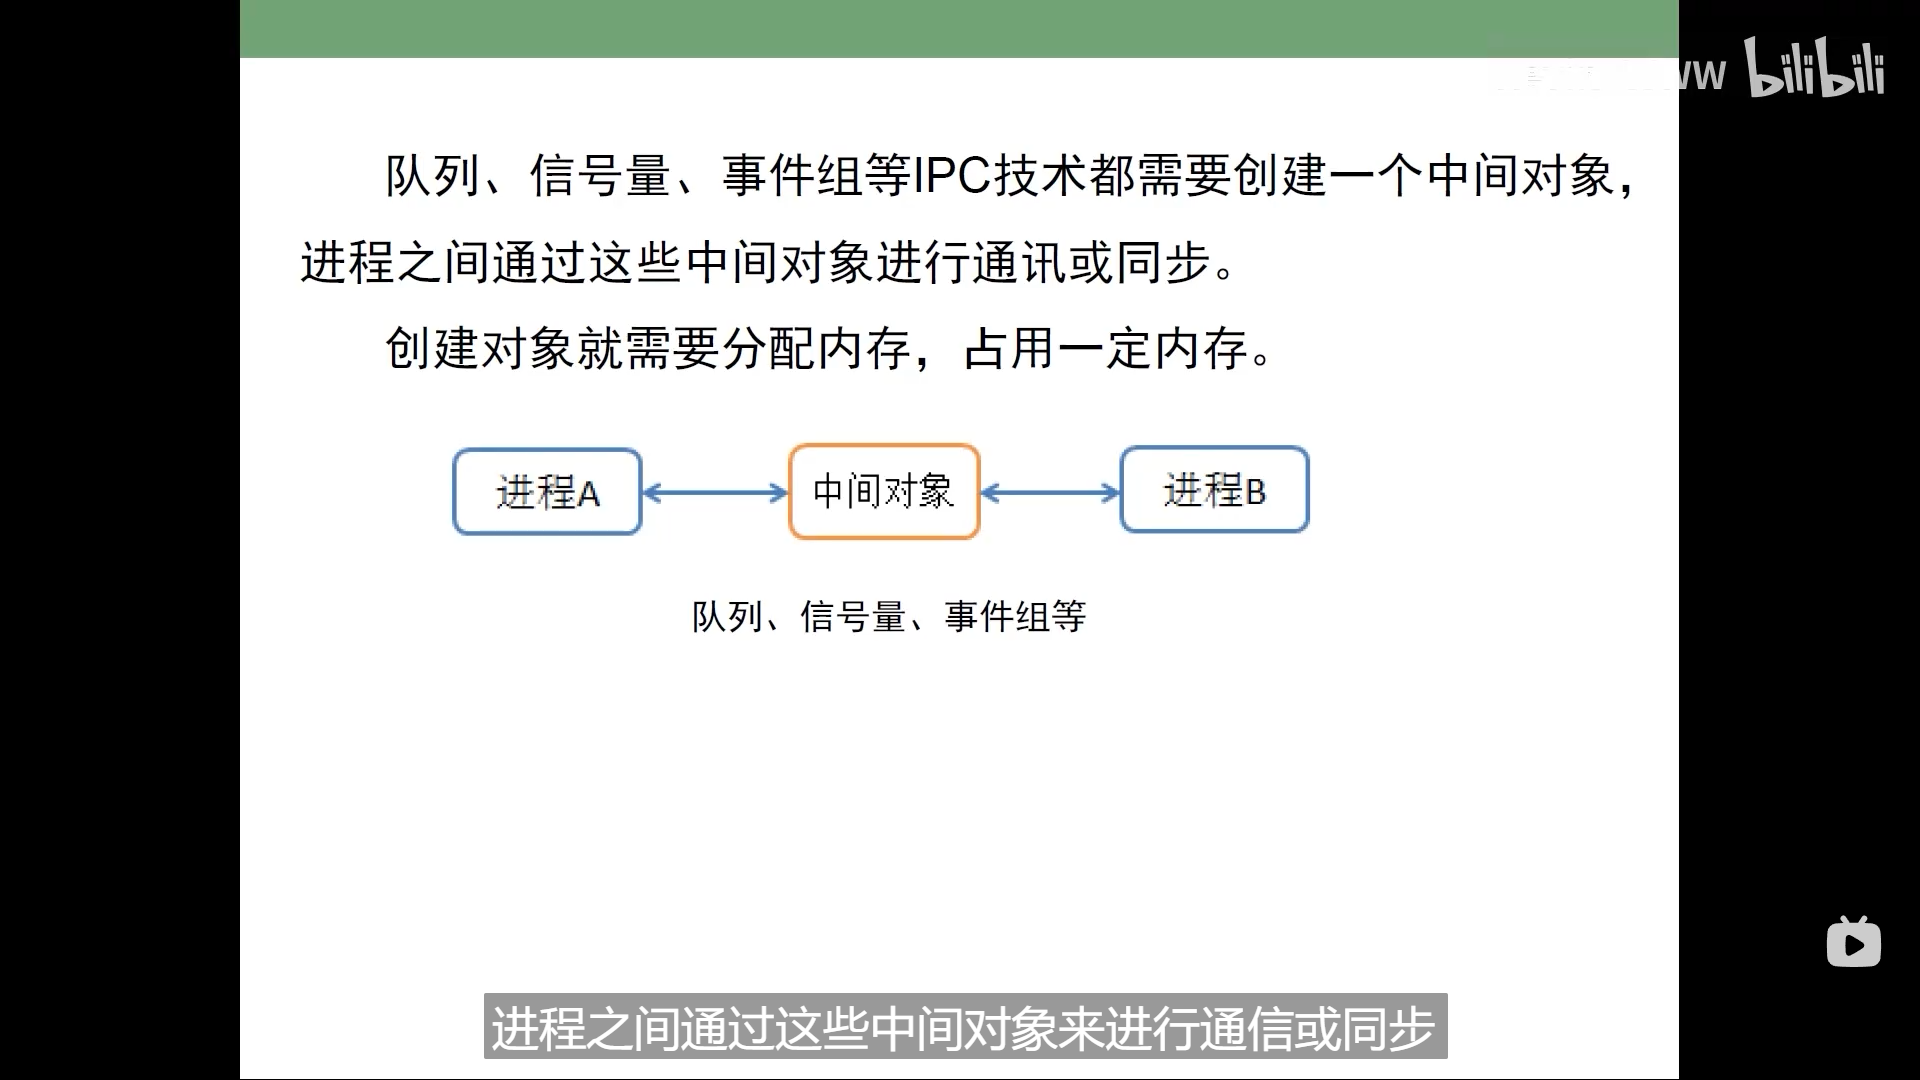 bilibili
队列、信号量、事件组等IPC技术都需要创建一个中间对象，
进程之间通过这些中间对象进行通讯或同步。
创建对象就需要分配内存，占用一定内存。
进程A 中间对象 进程B
队列、信号量、事件组等
进程之间通过这些中间对象来进行通信或同步